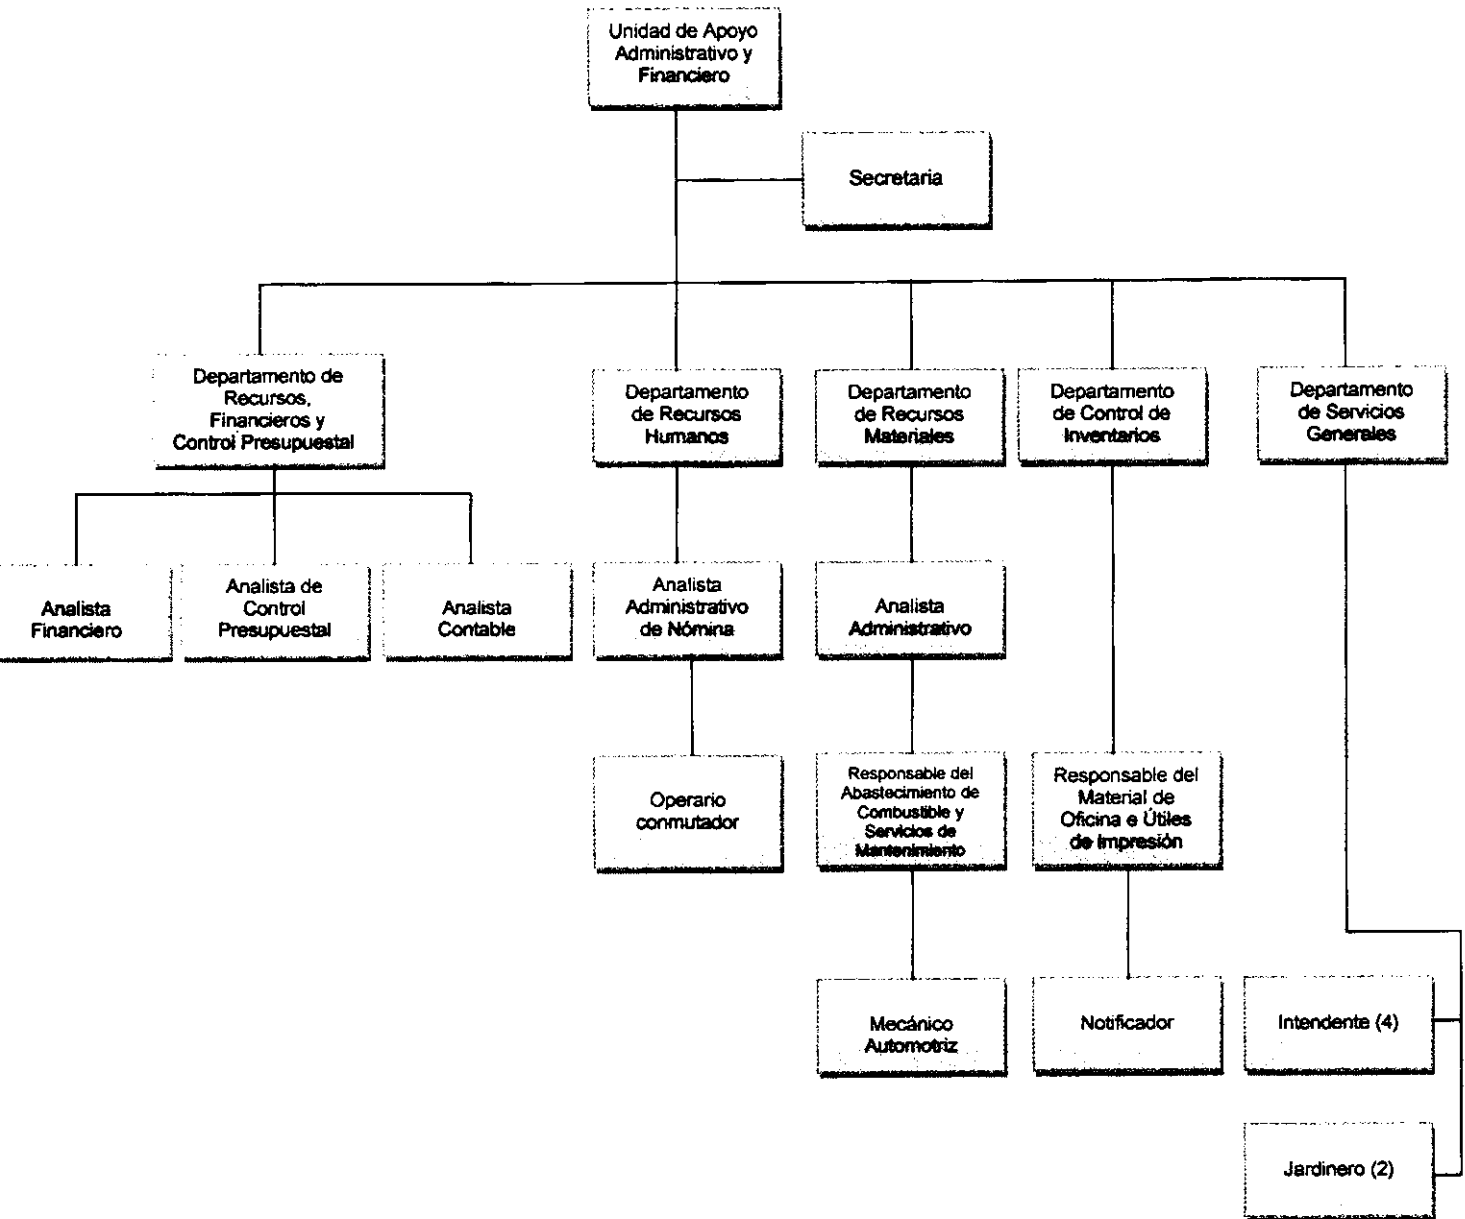 Unidad de Apoyo
Administrativo y
Financiero
Secretaria
Departamento de
Recursos,
Financieros y
Control Presupuestal
Departamento
de Recursos
Humanos
Departamento
de Recursos
Materiales
Departamento
de Control de
Inventarios
Departamento
de Servicios
Generales
Analista
Financiero
Analista de
Control
Presupuestal
Analista
Contable
Analista
Administrativo
de Nómina
Analista
Administrativo
Operario
conmutador
Responsable del
Abastecimiento de
Combustible y
Servicios de
Mantenimiento
Responsable del
Material de
Oficina e Útiles
de Impresión
Mecánico
Automotriz
Notificador
Intendente (4)
Jardinero (2)